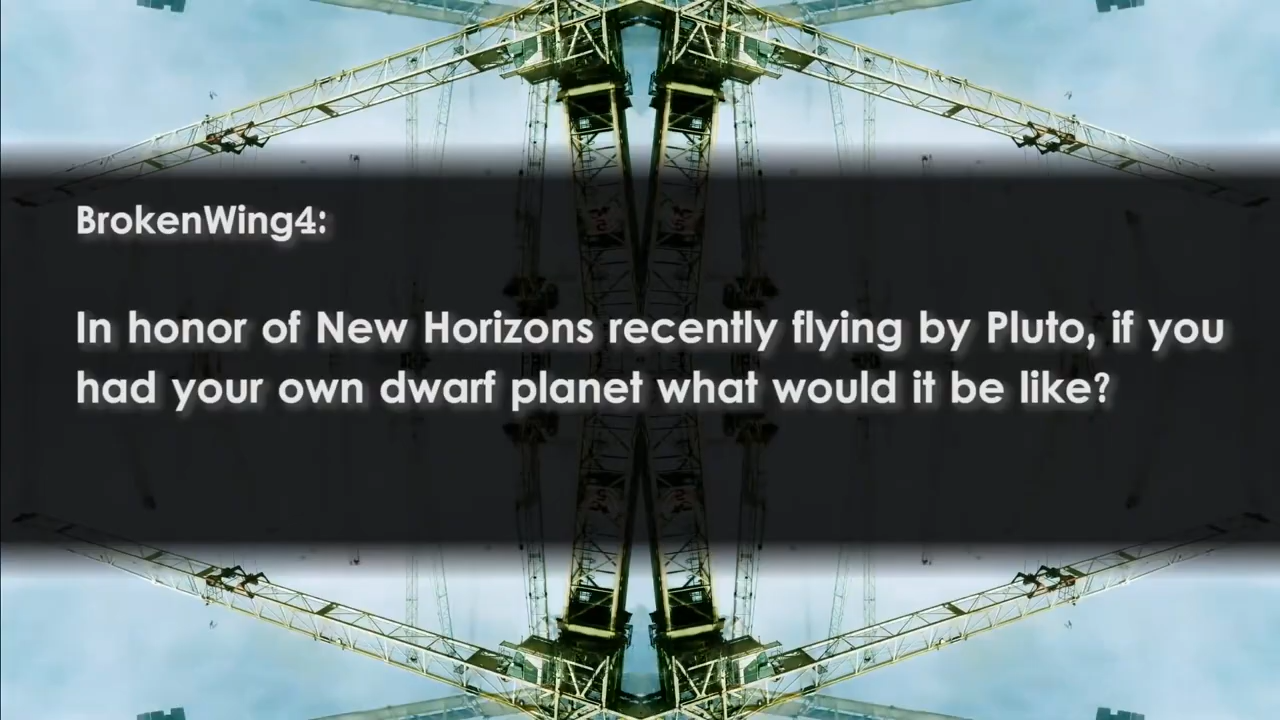 BrokenWing4:
In honor of New Horizons recently flying by Pluto, if you
had your own dwarf planet what would it be like?